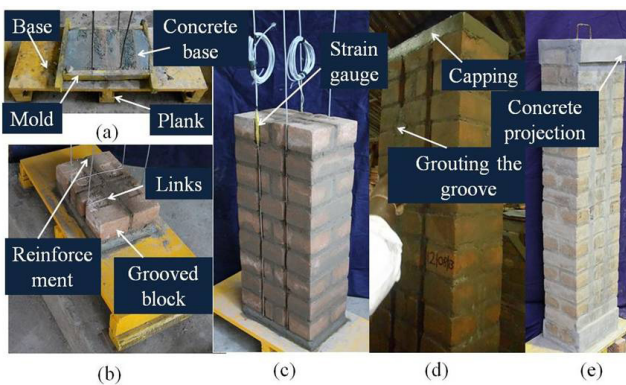 Base
Concrete
base
Mold
Plank
(a)
Links
Reinforce
ment
Grooved
block
(b)
Strain
gauge
(c)
Capping
Grouting the
groove
(d)
Concrete
projection
(e)